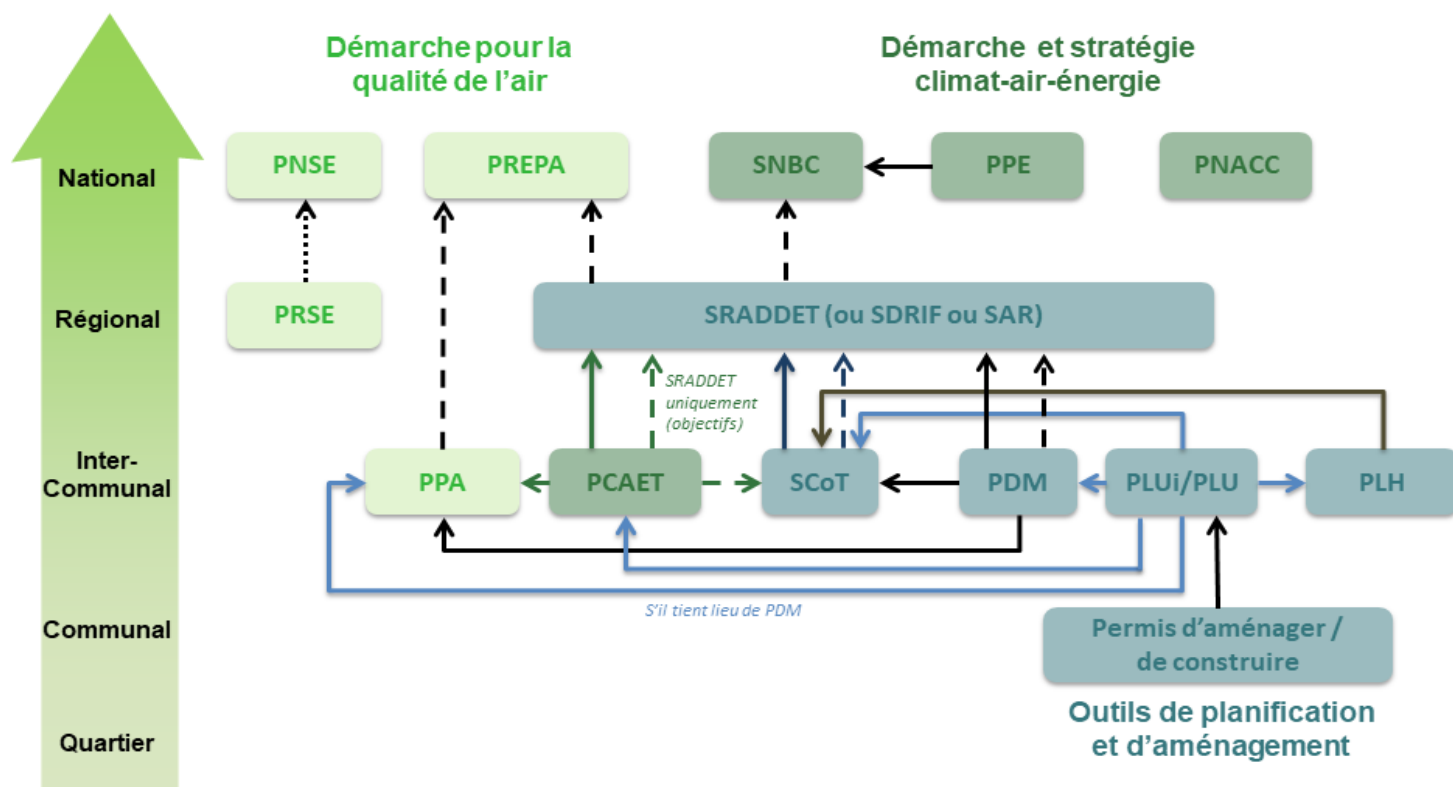 Démarche pour la
qualité de l'air
Démarche et stratégie
climat-air-énergie
National
PNSE
PREPA
SNBC
PPE
PNACC
Régional
PRSE
SRADDET (ou SDRIF ou SAR)
SRADDET
uniquement
(objectifs)
Inter-
Communal
PPA
PCAET
SCoT
PDM
PLUi/PLU
PLH
S'il tient lieu de PDM
Communal
Permis d'aménager /
de construire
Outils de planification
et d'aménagement
Quartier